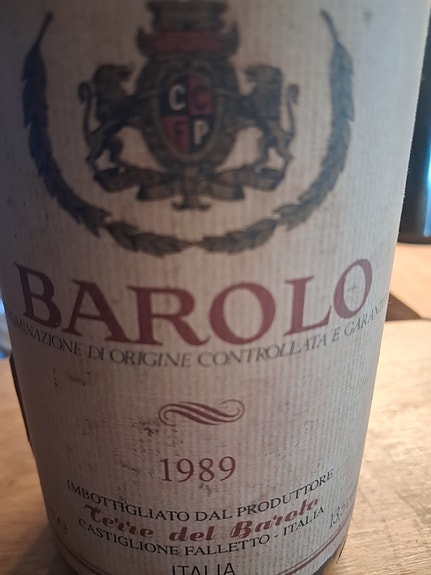 C C
F P
BAROLO
DI ORIGINE CONTROLLATA E
1989
IMBOTTIGLIATO DAL PRODUTTORE
Terre del Barolo
CASTIGLIONE FALLETTO - ITALIA
ITALIA